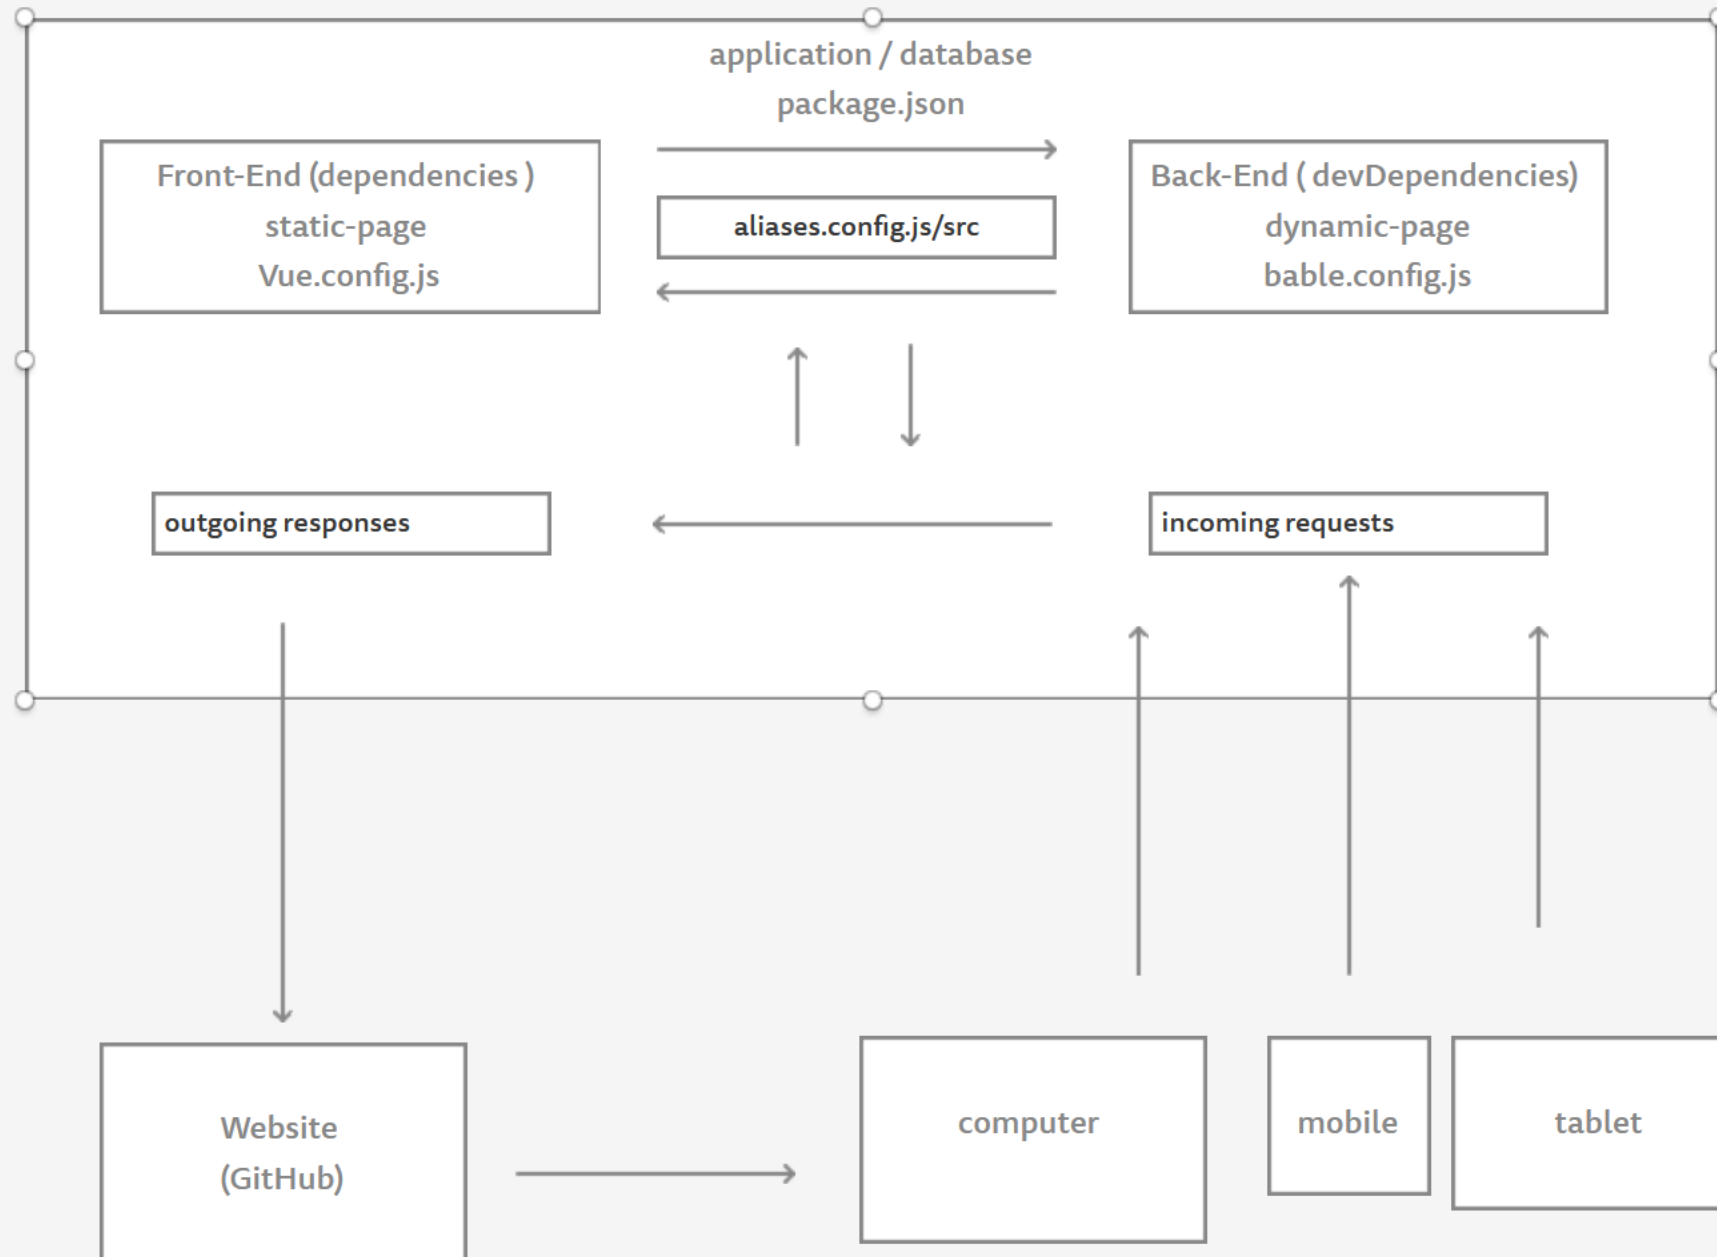 application / database
package.json
Front-End (dependencies )
static-page
Vue.config.js
aliases.config.js/src
Back-End ( devDependencies)
dynamic-page
bable.config.js
outgoing responses
incoming requests
Website
(GitHub)
computer
mobile
tablet